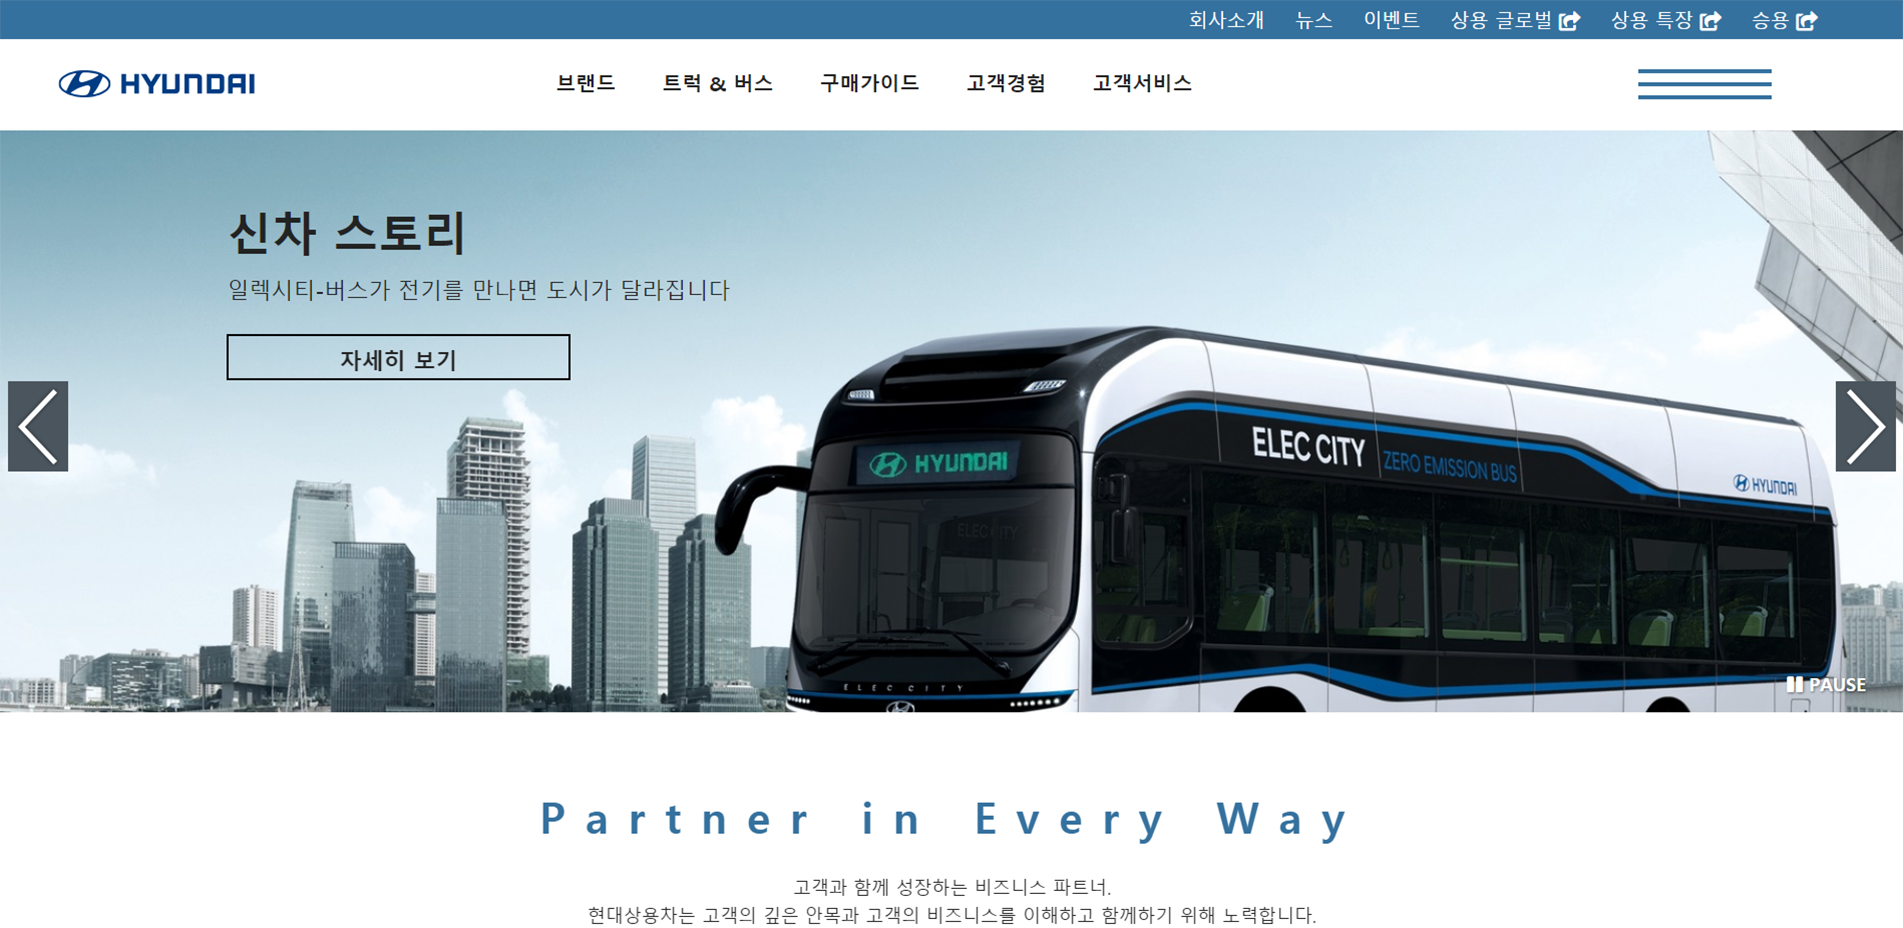 회사소개 뉴스 이벤트 상용 글로벌 상용 특장 승용
HYUNDAI 브랜드 트럭 & 버스 구매가이드 고객경험 고객서비스
신차 스토리
일렉시티-버스가 전기를 만나면 도시가 달라집니다
자세히 보기
ELEC CITY ZERO EMISSION BUS
HYUNDAI
HYUNDAI
ELEC CITY
ELEC CITY
PAUSE
Partner in Every Way
고객과 함께 성장하는 비즈니스 파트너.
현대상용차는 고객의 깊은 안목과 고객의 비즈니스를 이해하고 함께하기 위해 노력합니다.